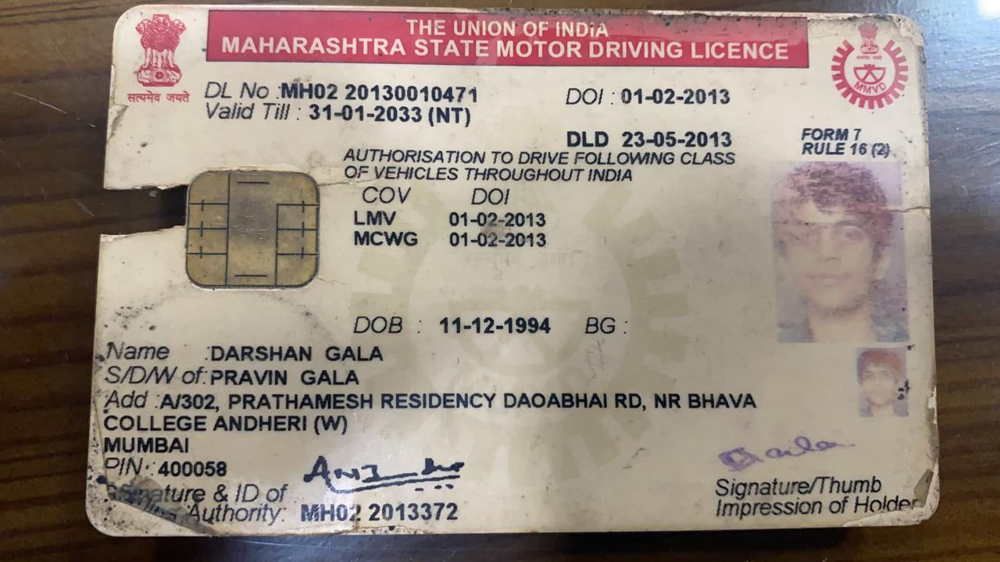 THE UNION OF INDIA
MAHARASHTRA STATE MOTOR DRIVING LICENCE
सत्यमेव जयते
MMVD
DL No : MH02 20130010471 DOI : 01-02-2013
Valid Till : 31-01-2033 (NT)
DLD 23-05-2013
FORM 7
RULE 16 (2)
AUTHORISATION TO DRIVE FOLLOWING CLASS
OF VEHICLES THROUGHOUT INDIA
COV DOI
LMV 01-02-2013
MCWG 01-02-2013
DOB : 11-12-1994 BG :
Name : DARSHAN GALA
S/D/W of : PRAVIN GALA
Add : A/302, PRATHAMESH RESIDENCY DAOABHAI RD, NR BHAVA
COLLEGE ANDHERI (W)
MUMBAI
PIN : 400058
Signature & ID of
Authority: MH02 2013372
Signature/Thumb
Impression of Holder